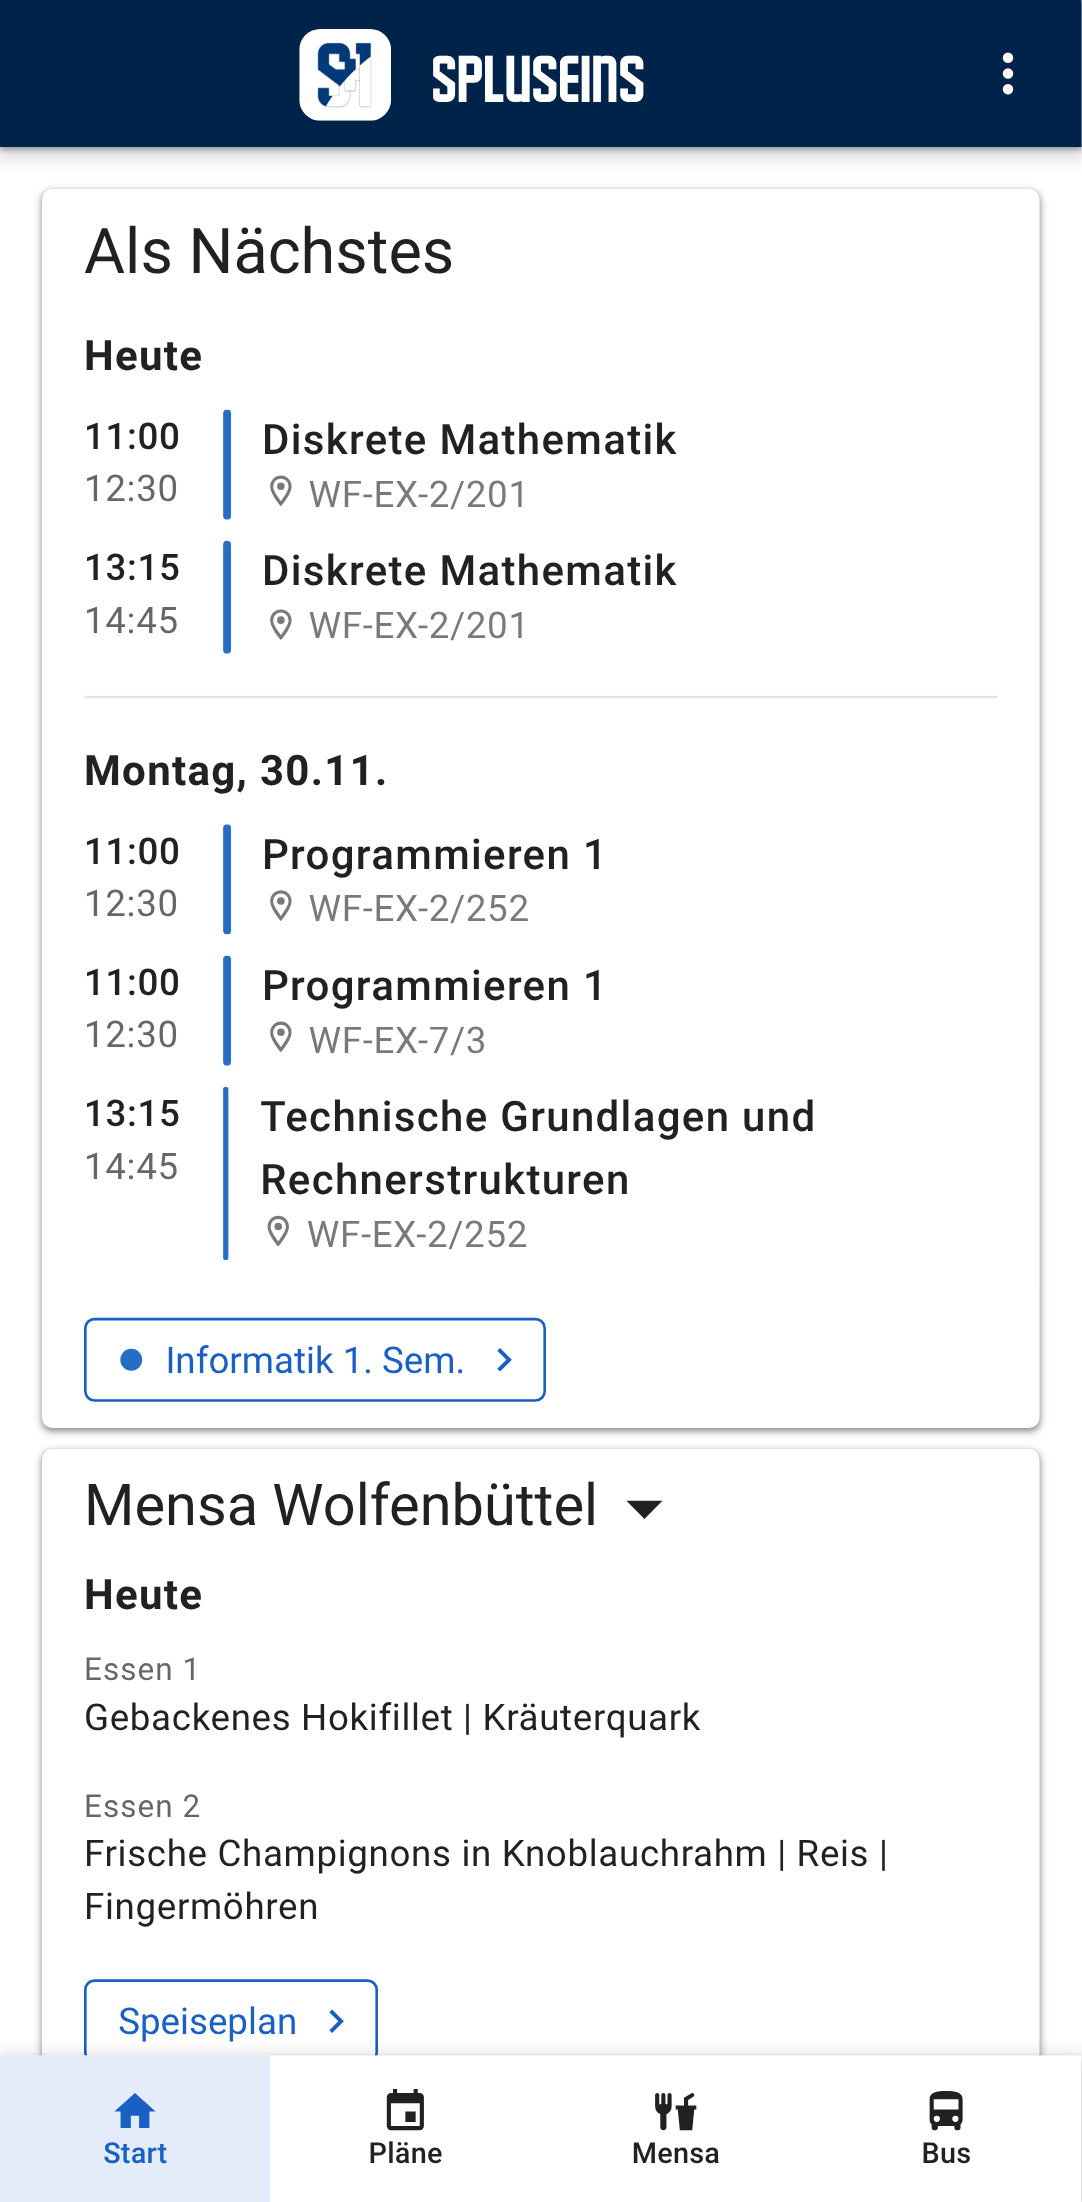 SPLUSEINS
Als Nächstes
Heute
11:00 Diskrete Mathematik
12:30 WF-EX-2/201
13:15 Diskrete Mathematik
14:45 WF-EX-2/201
Montag, 30.11.
11:00 Programmieren 1
12:30 WF-EX-2/252
11:00 Programmieren 1
12:30 WF-EX-7/3
13:15 Technische Grundlagen und
14:45 Rechnerstrukturen
WF-EX-2/252
Informatik 1. Sem.
Mensa Wolfenbüttel
Heute
Essen 1
Gebackenes Hokifillet | Kräuterquark
Essen 2
Frische Champignons in Knoblauchrahm | Reis |
Fingermöhren
Speiseplan
Start Pläne Mensa Bus